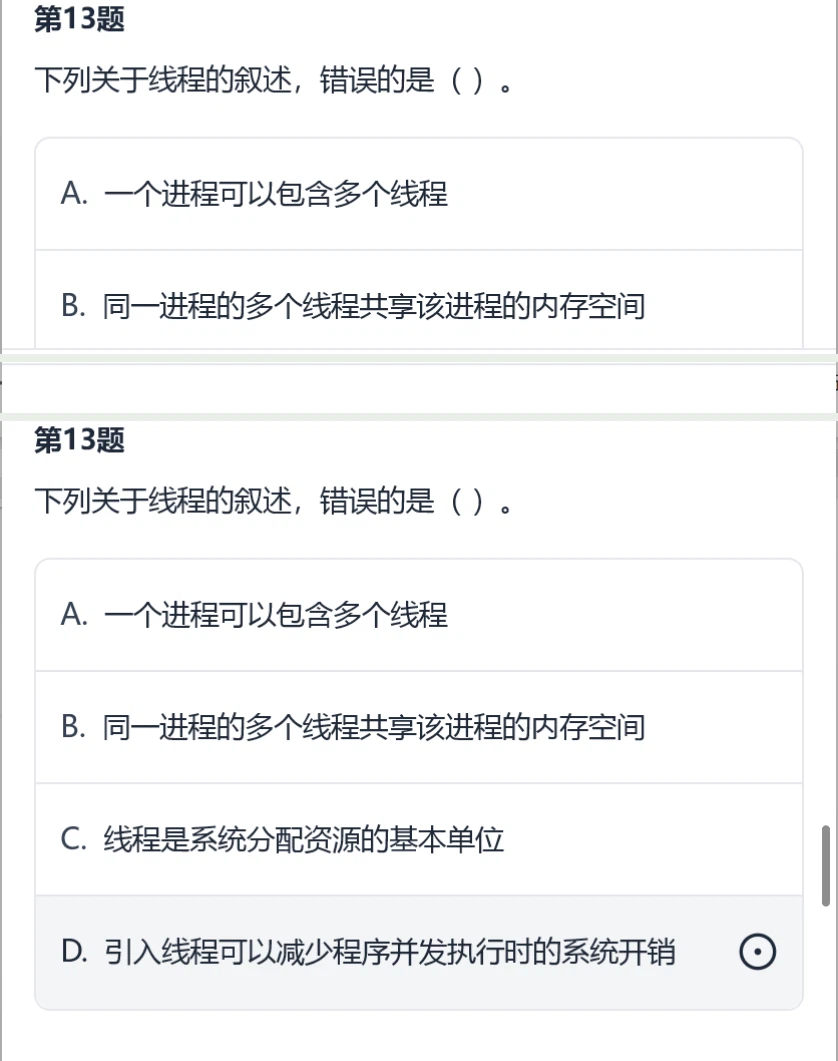 第13题
下列关于线程的叙述，错误的是（ ）。
A. 一个进程可以包含多个线程
B. 同一进程的多个线程共享该进程的内存空间
第13题
下列关于线程的叙述，错误的是（ ）。
A. 一个进程可以包含多个线程
B. 同一进程的多个线程共享该进程的内存空间
C. 线程是系统分配资源的基本单位
D. 引入线程可以减少程序并发执行时的系统开销